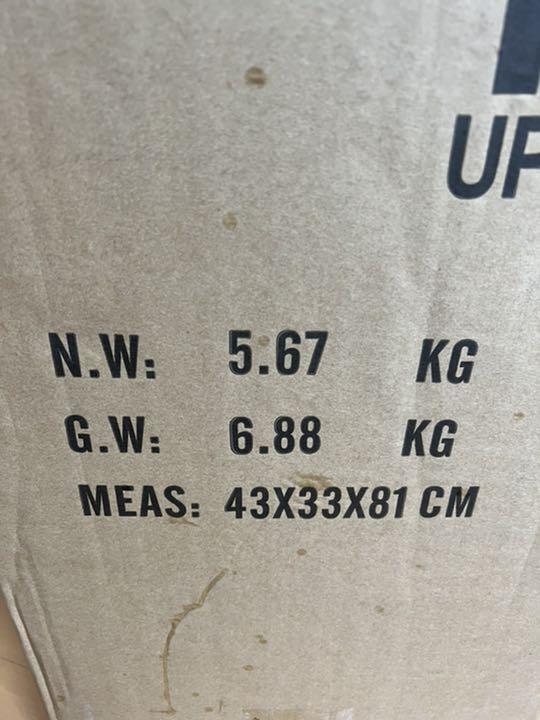 UP
N.W: 5.67 KG
G.W: 6.88 KG
MEAS: 43X33X81 CM